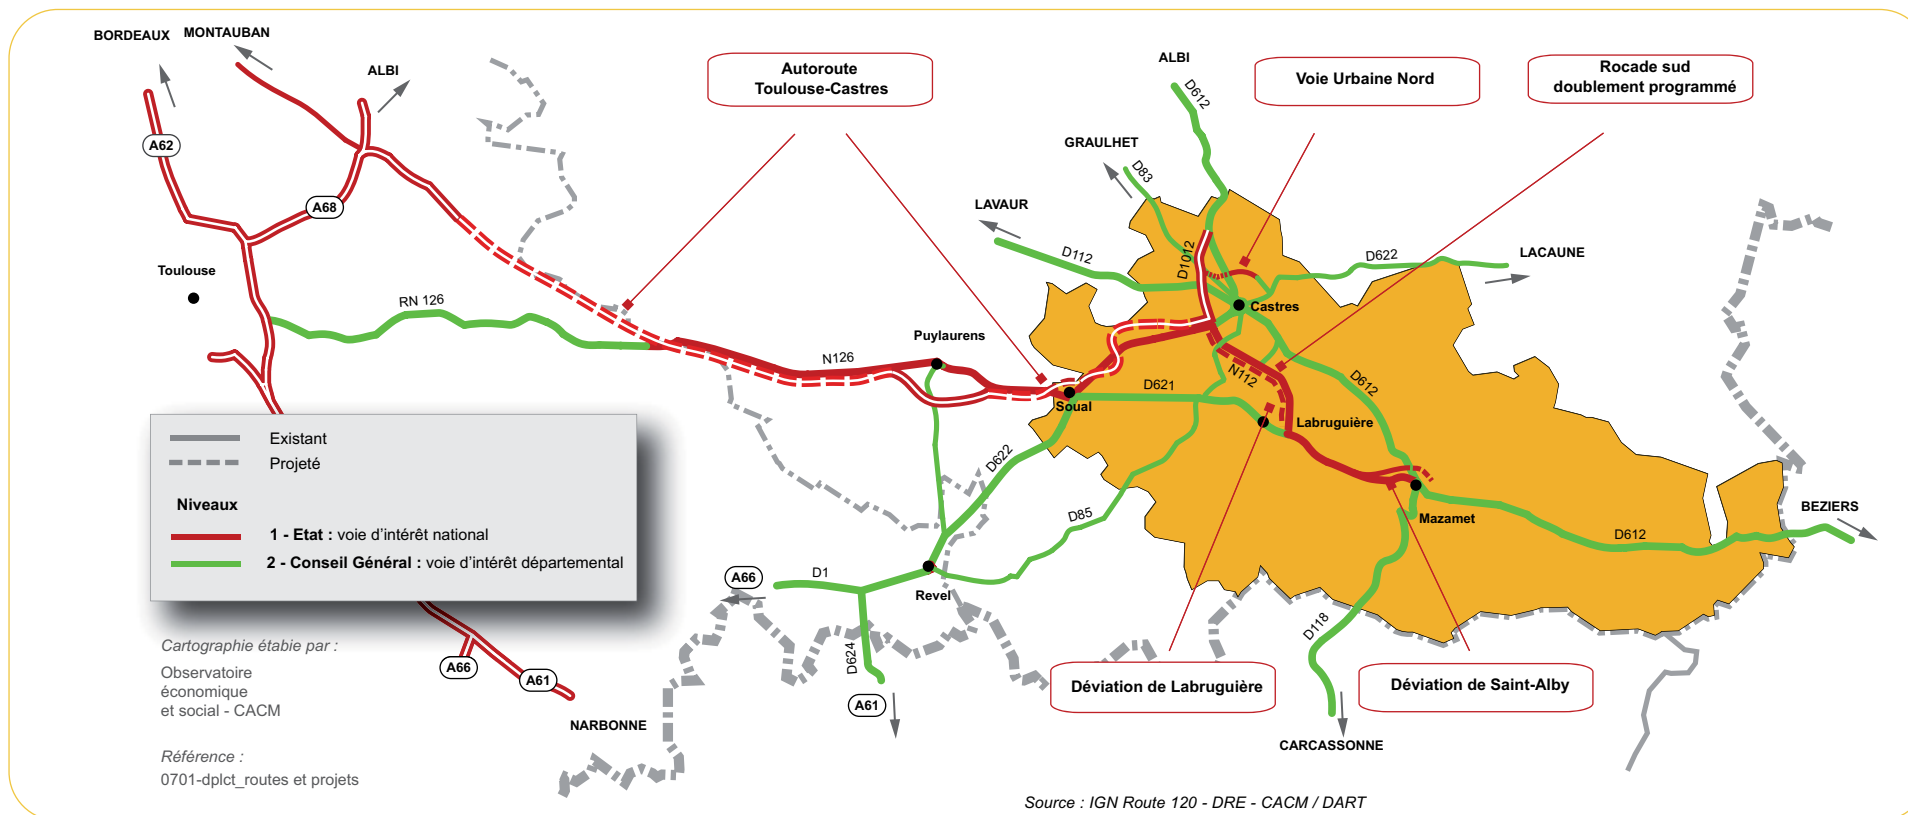 BORDEAUX
MONTAUBAN
ALBI
A62
A68
Toulouse
RN 126
Autoroute
Toulouse-Castres
Voie Urbaine Nord
Rocade sud
doublement programmé
ALBI
D612
GRAULHET
D83
LAVAUR
D112
D1012
D622
LACAUNE
Castres
Puylaurens
N126
D621
Soual
N112
D612
Labruguière
D622
D85
Mazamet
D612
BEZIERS
Existant
Projeté
Niveaux
1 - Etat : voie d'intérêt national
2 - Conseil Général : voie d'intérêt départemental
A66
D1
Revel
D624
A61
D118
Déviation de Labruguière
Déviation de Saint-Alby
CARCASSONNE
A66
A61
NARBONNE
Cartographie étabie par :
Observatoire
économique
et social - CACM
Référence :
0701-dplct_routes et projets
Source : IGN Route 120 - DRE - CACM / DART